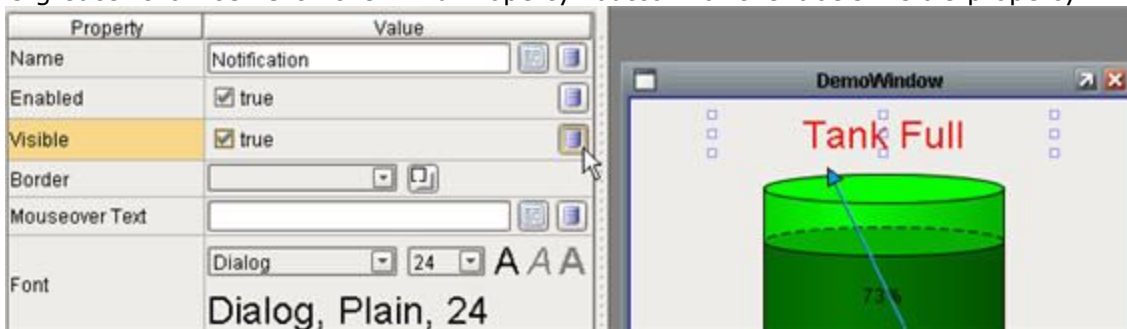 Property Value
Name Notification
Enabled true
Visible true
Border
Mouseover Text
Font Dialog 24 A A A
Dialog, Plain, 24
DemoWindow
Tank Full
73%